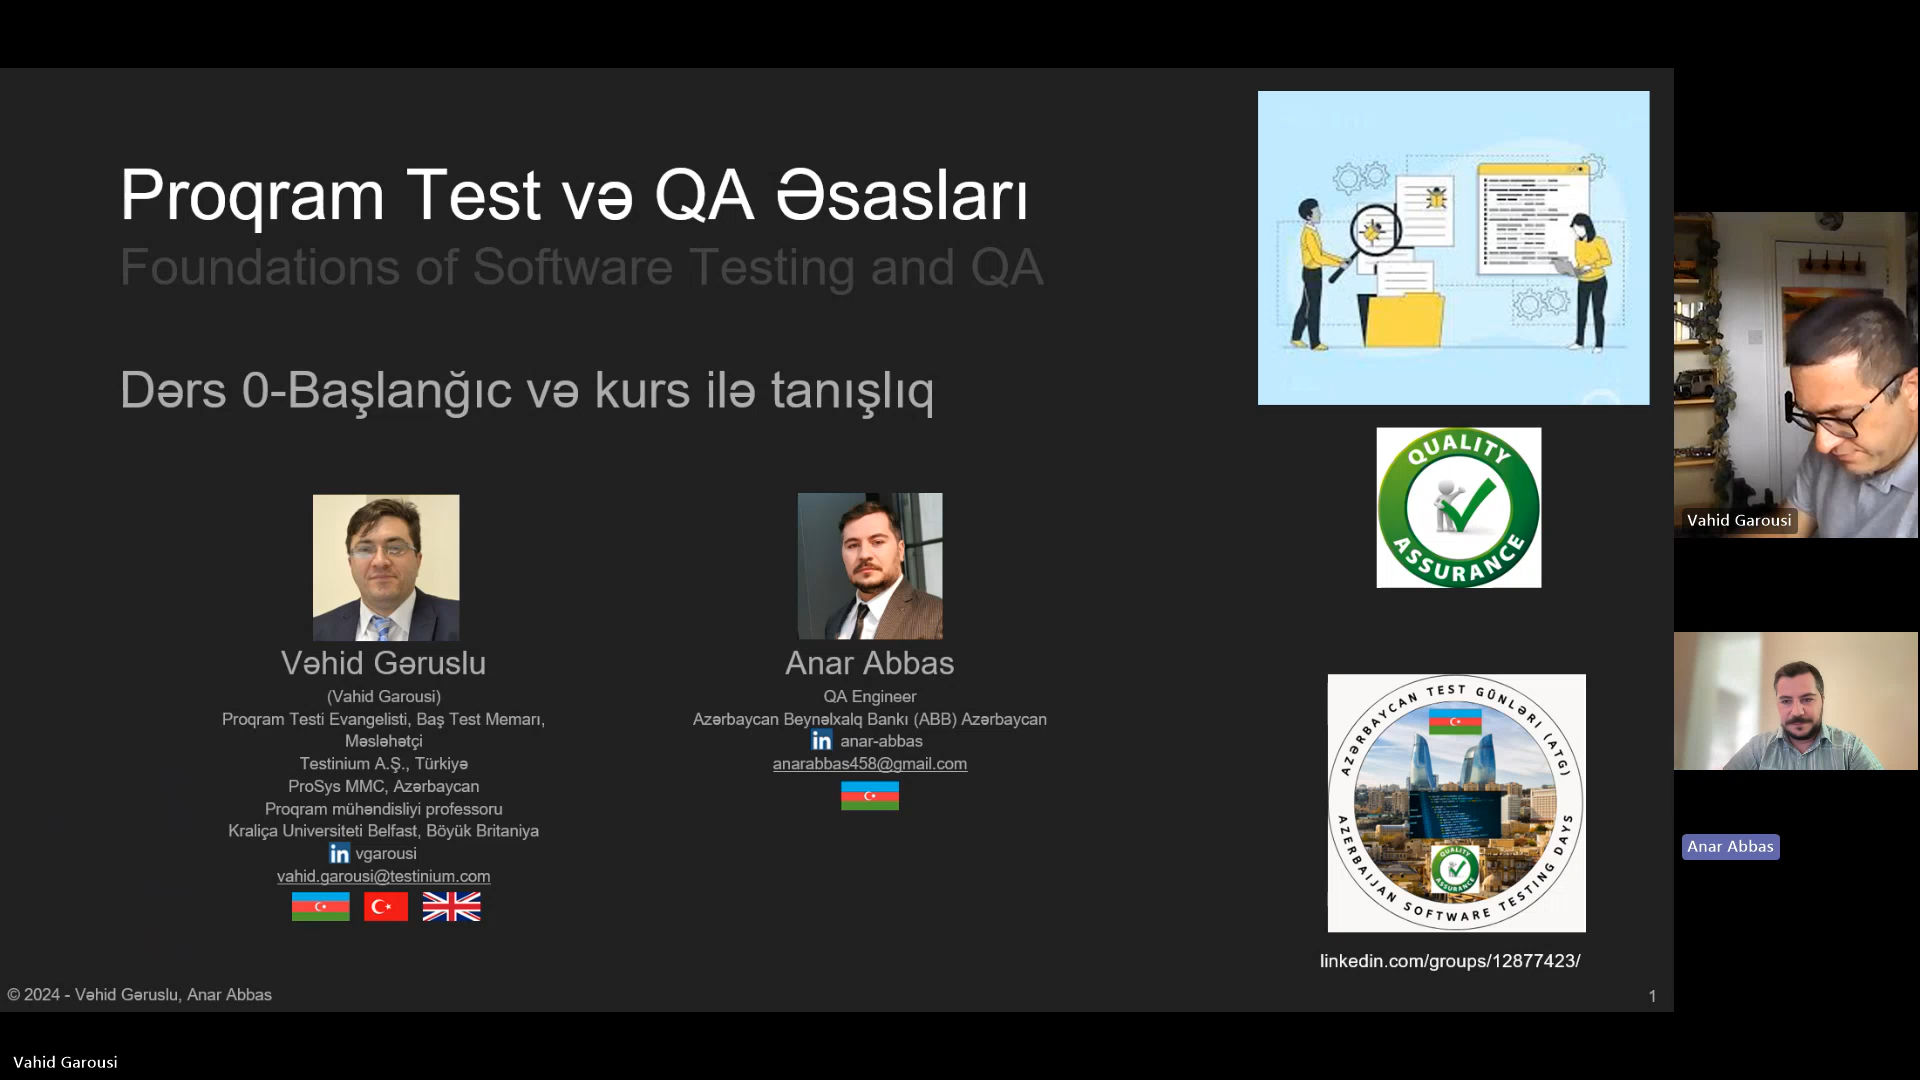 Proqram Test və QA Əsasları
Foundations of Software Testing and QA
Dərs 0-Başlanğıc və kurs ilə tanışlıq
Vəhid Gəruslu
(Vahid Garousi)
Proqram Testi Evangelisti, Baş Test Memarı,
Məsləhətçi
Testinium A.Ş., Türkiyə
ProSys MMC, Azərbaycan
Proqram mühəndisliyi professoru
Kraliça Universiteti Belfast, Böyük Britaniya
in vgarousi
vahid.garousi@testinium.com
Anar Abbas
QA Engineer
Azərbaycan Beynəlxalq Bankı (ABB) Azərbaycan
in anar-abbas
anarabbas458@gmail.com
QUALITY
ASSURANCE
AZƏRBAYCAN TEST GÜNLƏRİ (ATG)
QUALITY
ASSURANCE
AZERBAIJAN SOFTWARE TESTING DAYS
linkedin.com/groups/12877423/
© 2024 - Vəhid Gəruslu, Anar Abbas
1
Vahid Garousi
Anar Abbas
Vahid Garousi